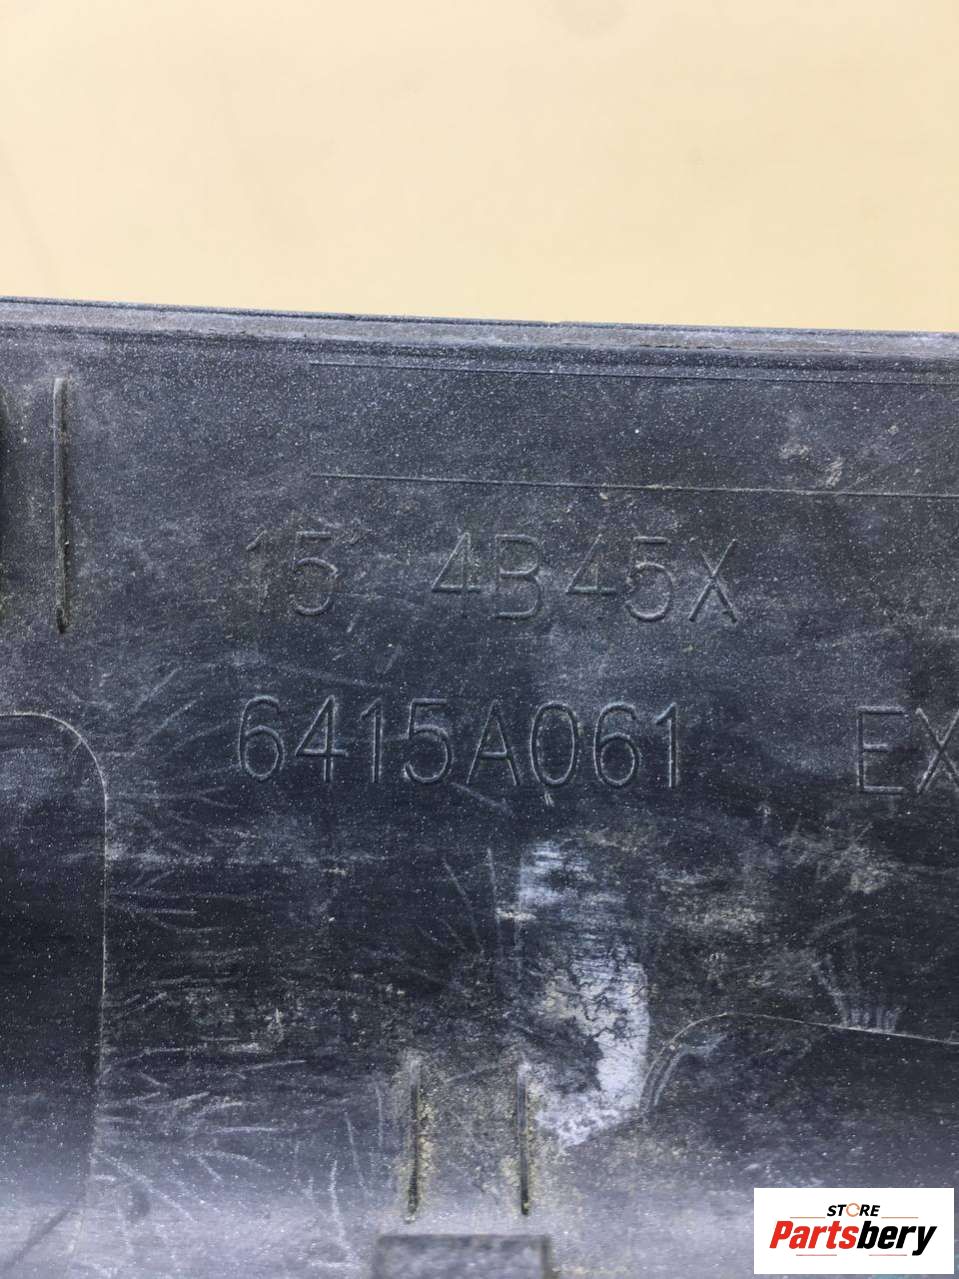 15' 4B45X
6415A061 EX
STORE
Partsbery